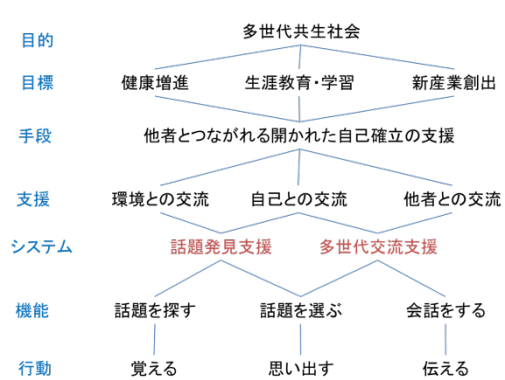 目的 多世代共生社会
目標 健康増進 生涯教育・学習 新産業創出
手段 他者とつながれる開かれた自己確立の支援
支援 環境との交流 自己との交流 他者との交流
システム 話題発見支援 多世代交流支援
機能 話題を探す 話題を選ぶ 会話をする
行動 覚える 思い出す 伝える